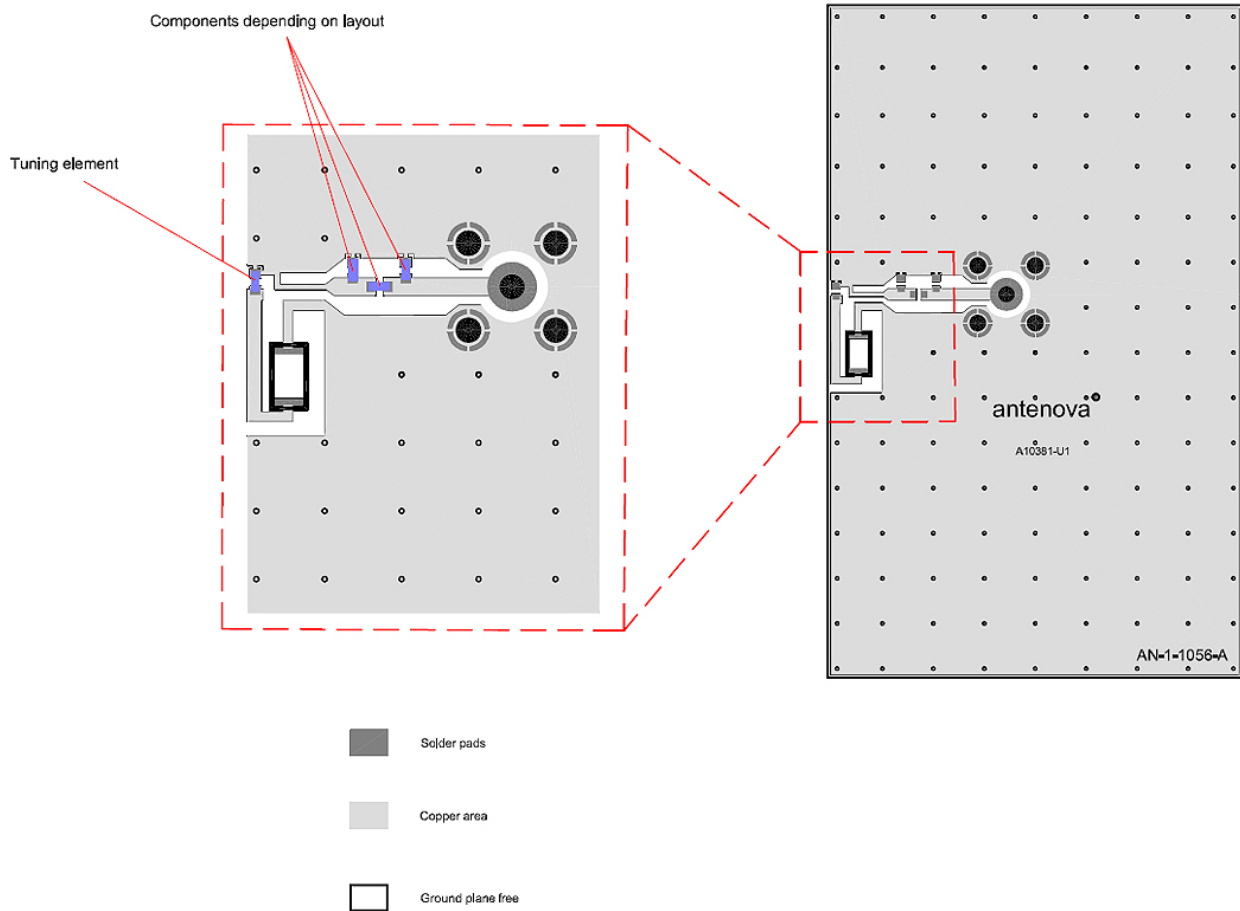 Components depending on layout
Tuning element
antenova
A10381-U1
AN-1-1056-A
Solder pads
Copper area
Ground plane free